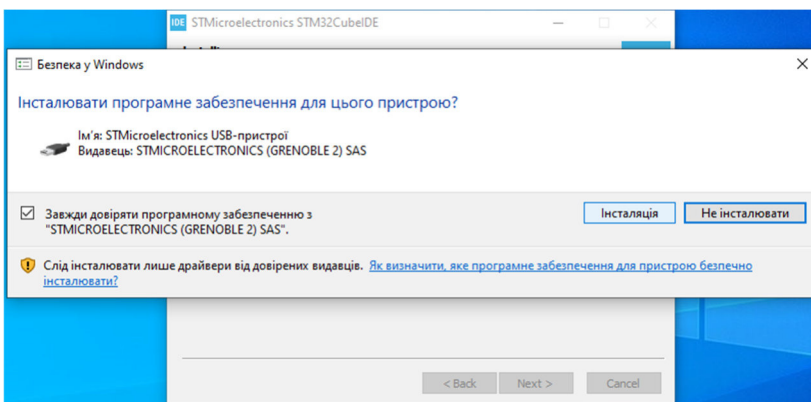 IDE STMicroelectronics STM32CubeIDE
Безпека у Windows
Інсталювати програмне забезпечення для цього пристрою?
Ім'я: STMicroelectronics USB-пристрої
Видавець: STMICROELECTRONICS (GRENOBLE 2) SAS
Завжди довіряти програмному забезпеченню з
"STMICROELECTRONICS (GRENOBLE 2) SAS".
Інсталяція
Не інсталювати
Слід інсталювати лише драйвери від довірених видавців. Як визначити, яке програмне забезпечення для пристрою безпечно
інсталювати?
< Back
Next >
Cancel